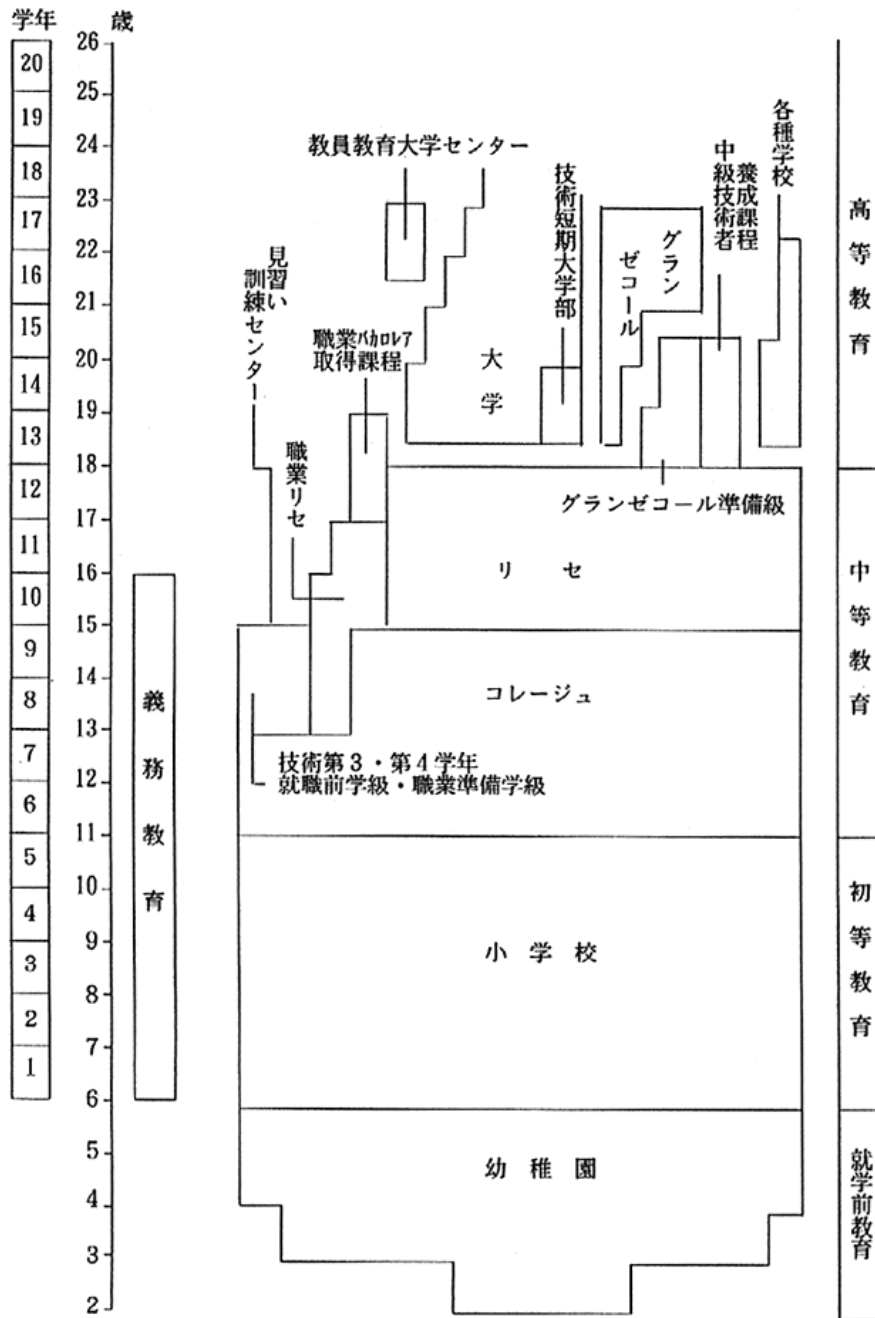 学年
歳
20
19
18
17
16
15
14
13
12
11
10
9
8
7
6
5
4
3
2
1
26
25
24
23
22
21
20
19
18
17
16
15
14
13
12
11
10
9
8
7
6
5
4
3
2
義務教育
教員教育大学センター
見習い
訓練センター
職業バカロレア
取得課程
職業リセ
大学
技術短期大学部
グラン
ゼコール
養成課程
中級技術者
各種学校
グランゼコール準備級
リセ
コレージュ
技術第3・第4学年
就職前学級・職業準備学級
小学校
幼稚園
高等教育
中等教育
初等教育
就学前教育